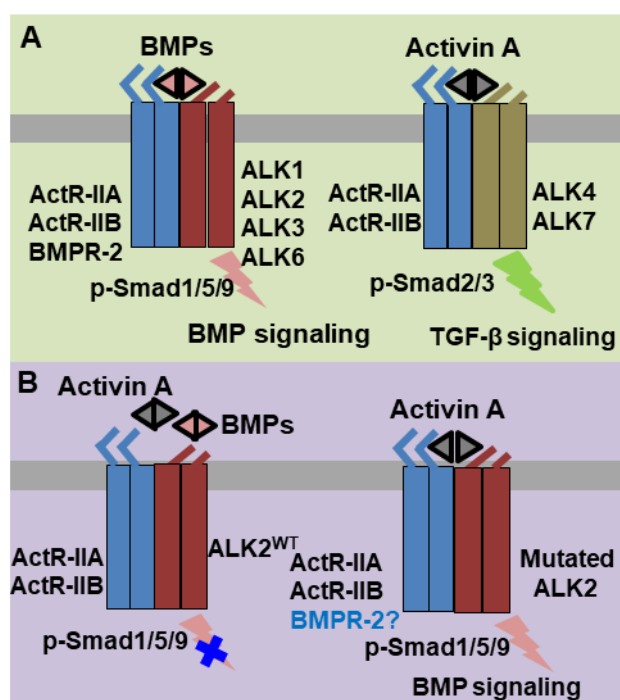 A
BMPs
Activin A
ActR-IIA
ActR-IIB
BMPR-2
ALK1
ALK2
ALK3
ALK6
p-Smad1/5/9
BMP signaling
ActR-IIA
ActR-IIB
ALK4
ALK7
p-Smad2/3
TGF-β signaling
B
Activin A
BMPs
ActR-IIA
ActR-IIB
ALK2WT
p-Smad1/5/9
Activin A
ActR-IIA
ActR-IIB
BMPR-2?
Mutated
ALK2
p-Smad1/5/9
BMP signaling